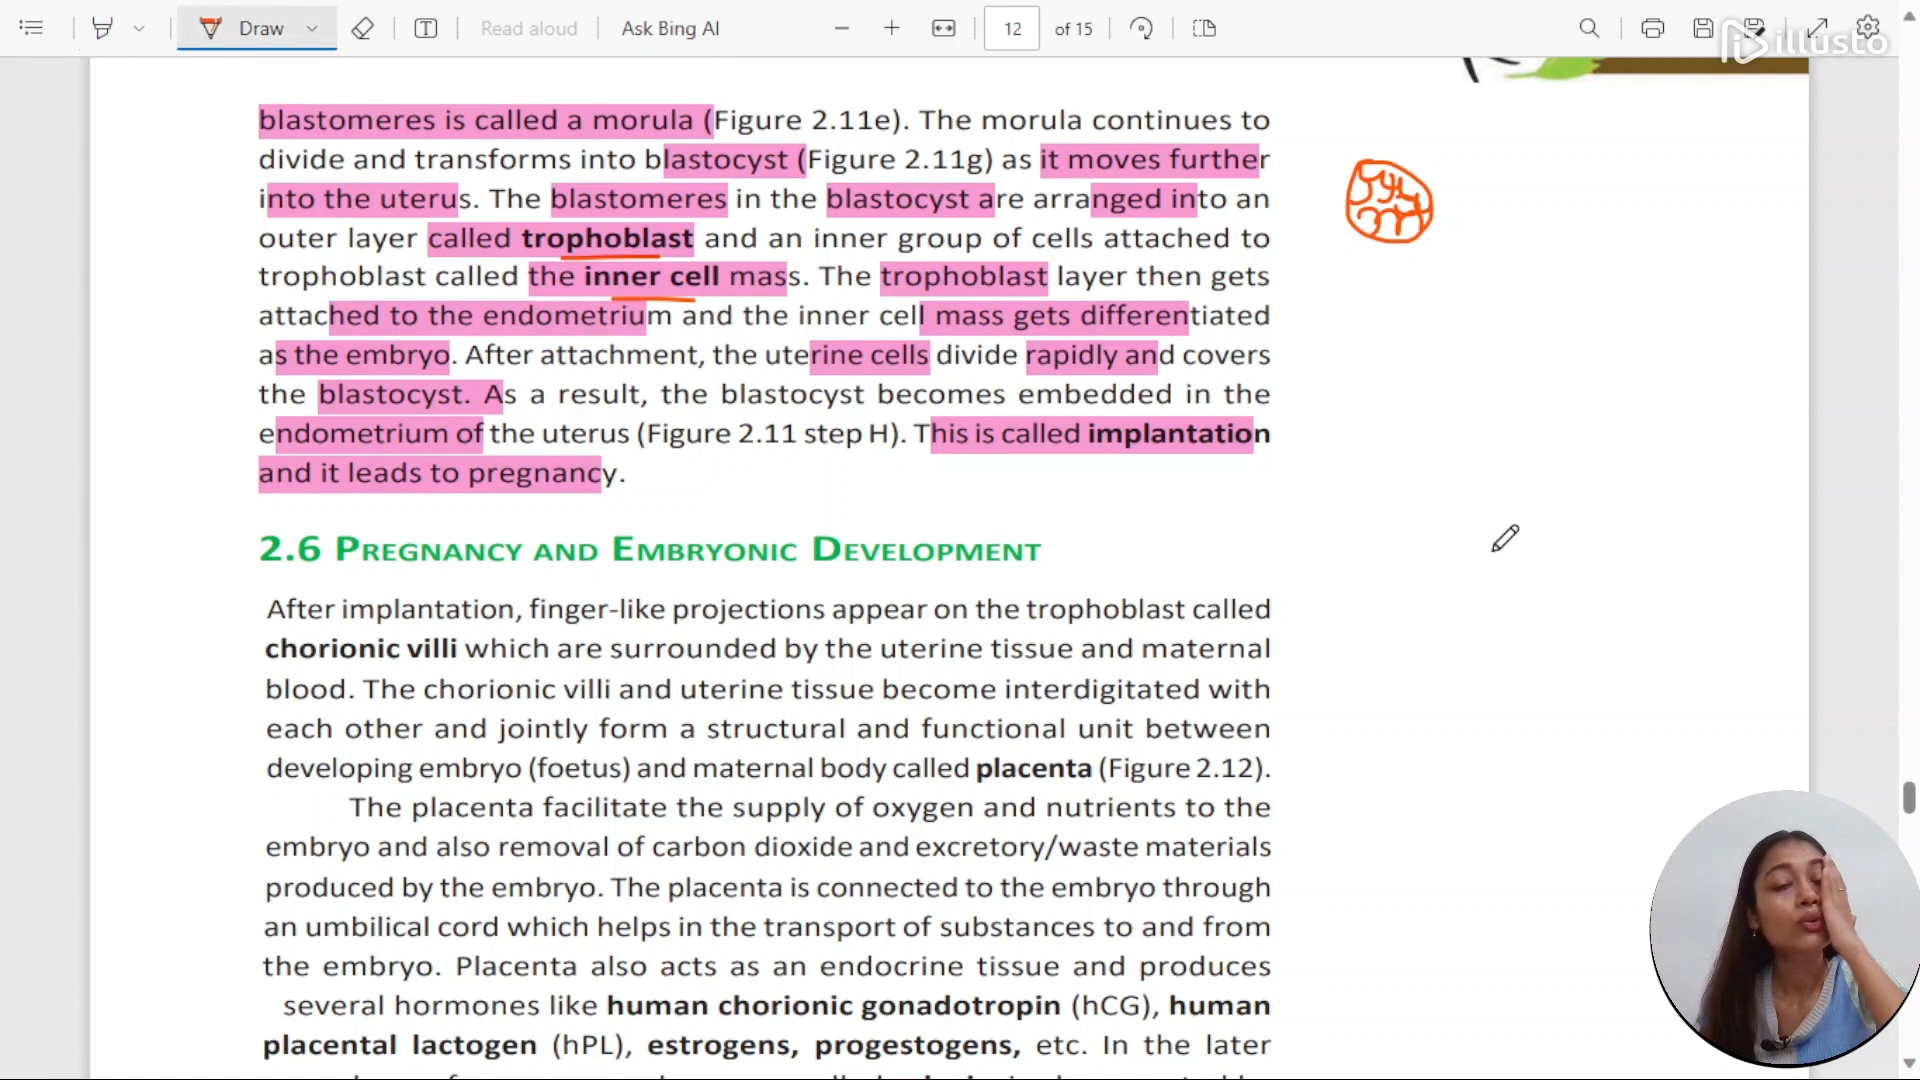 Draw
Read aloud
Ask Bing AI
12
of 15
illusto
blastomeres is called a morula (Figure 2.11e). The morula continues to
divide and transforms into blastocyst (Figure 2.11g) as it moves further
into the uterus. The blastomeres in the blastocyst are arranged into an
outer layer called trophoblast and an inner group of cells attached to
trophoblast called the inner cell mass. The trophoblast layer then gets
attached to the endometrium and the inner cell mass gets differentiated
as the embryo. After attachment, the uterine cells divide rapidly and covers
the blastocyst. As a result, the blastocyst becomes embedded in the
endometrium of the uterus (Figure 2.11 step H). This is called implantation
and it leads to pregnancy.
2.6 PREGNANCY AND EMBRYONIC DEVELOPMENT
After implantation, finger-like projections appear on the trophoblast called
chorionic villi which are surrounded by the uterine tissue and maternal
blood. The chorionic villi and uterine tissue become interdigitated with
each other and jointly form a structural and functional unit between
developing embryo (foetus) and maternal body called placenta (Figure 2.12).
The placenta facilitate the supply of oxygen and nutrients to the
embryo and also removal of carbon dioxide and excretory/waste materials
produced by the embryo. The placenta is connected to the embryo through
an umbilical cord which helps in the transport of substances to and from
the embryo. Placenta also acts as an endocrine tissue and produces
several hormones like human chorionic gonadotropin (hCG), human
placental lactogen (hPL), estrogens, progestogens, etc. In the later